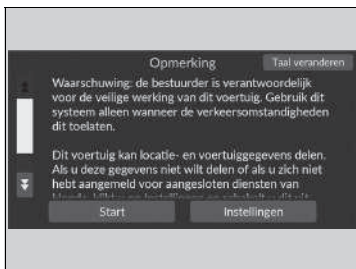 Opmerking
Taal veranderen
Waarschuwing: de bestuurder is verantwoordelijk
voor de veilige werking van dit voertuig. Gebruik dit
systeem alleen wanneer de verkeersomstandigheden
dit toelaten.
Dit voertuig kan locatie- en voertuiggegevens delen.
Als u deze gegevens niet wilt delen of als u zich niet
hebt aangemeld voor aangesloten diensten van
Start
Instellingen